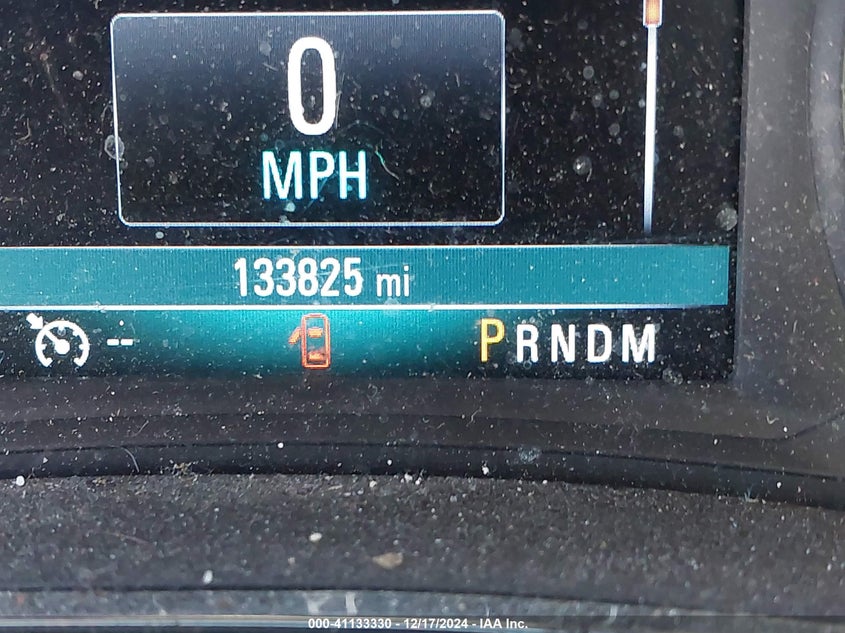 0
MPH
133825 mi
-- PRNDM
000-41133330 - 12/17/2024 - IAA Inc.